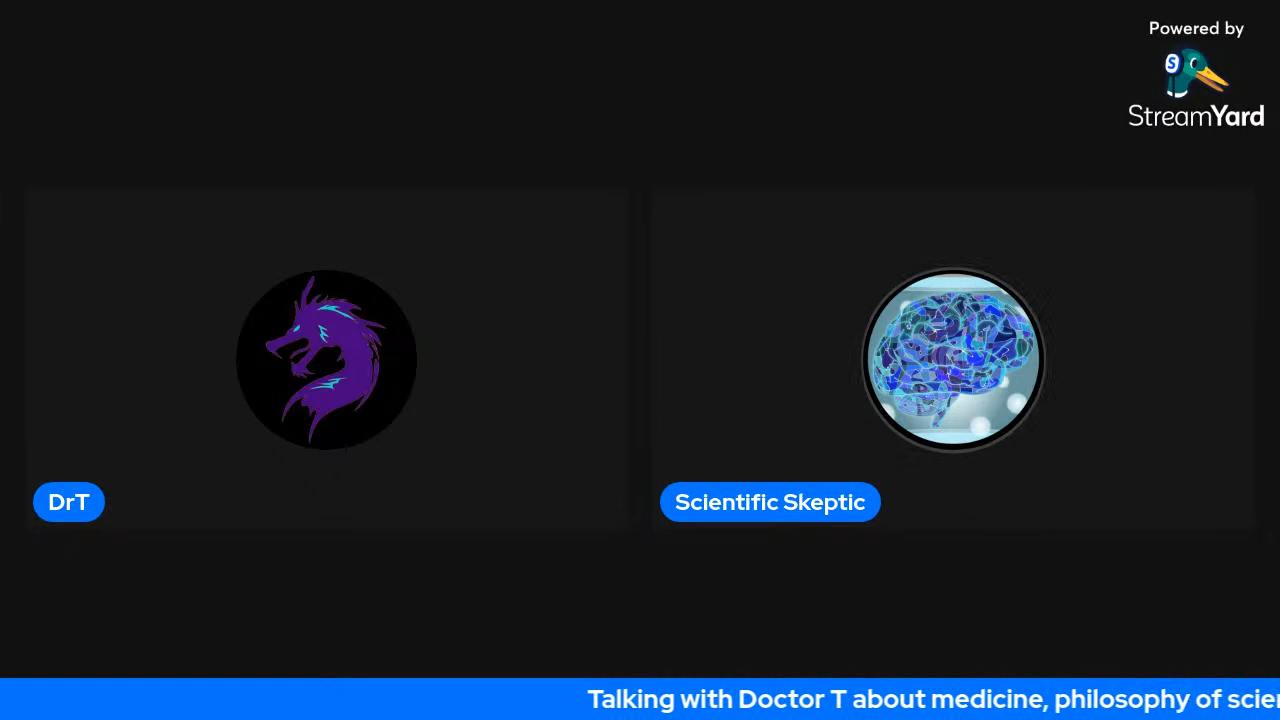 Powered by
S
StreamYard
DrT
Scientific Skeptic
Talking with Doctor T about medicine, philosophy of scie